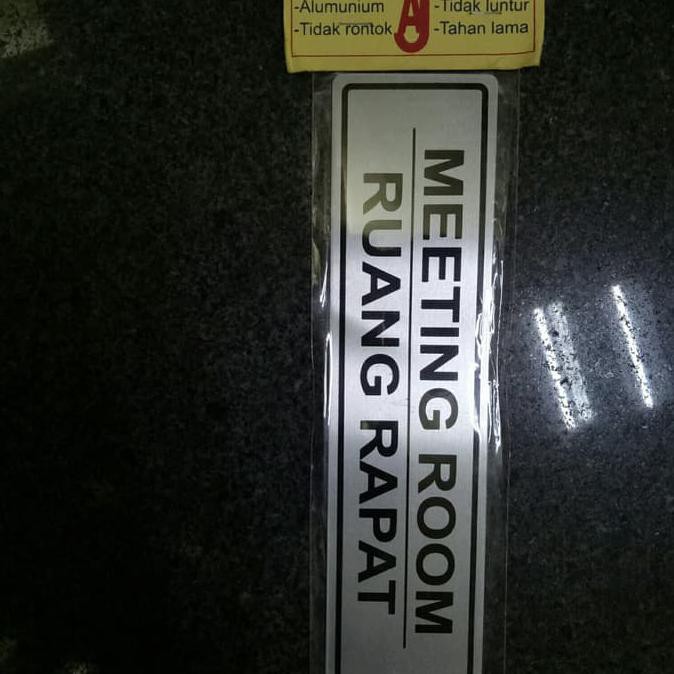 -Alumunium
-Tidak rontok
-Tidak luntur
-Tahan lama
MEETING ROOM
RUANG RAPAT